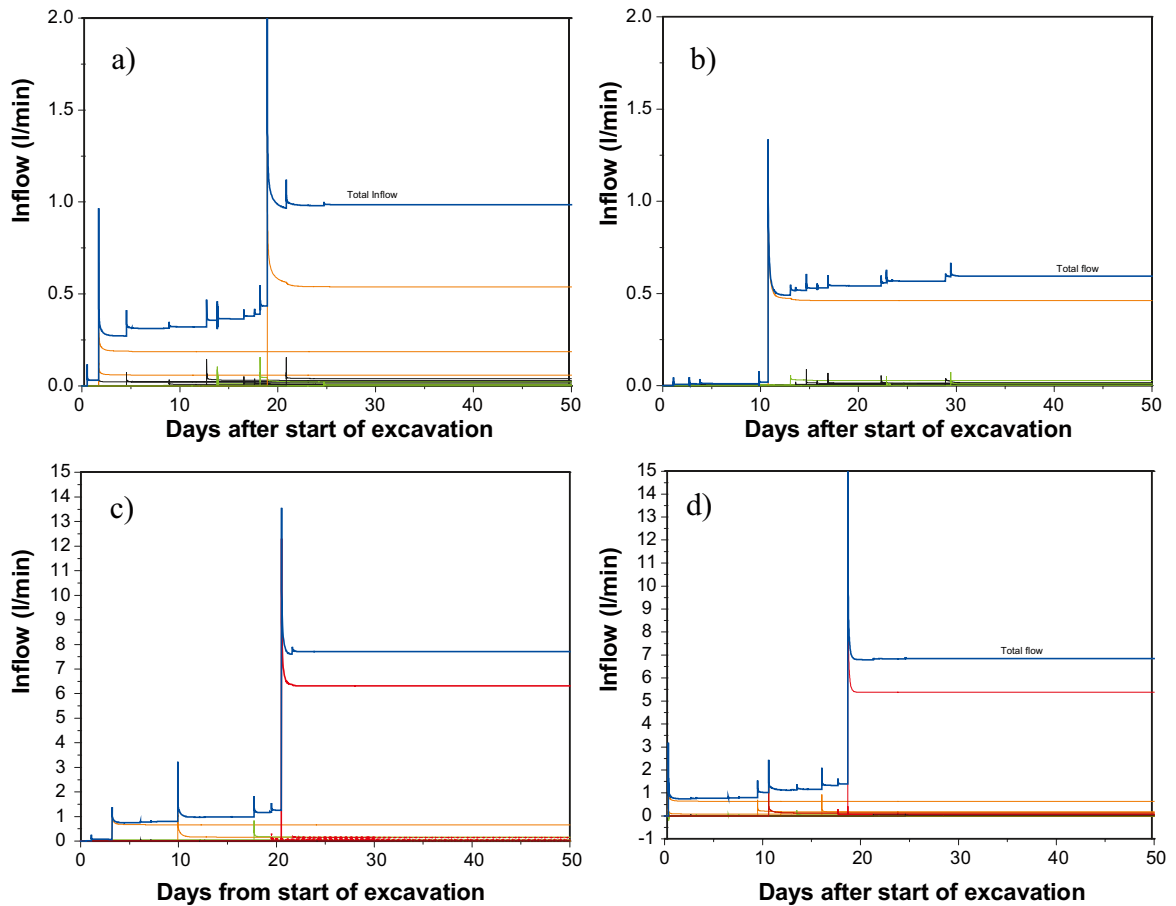 a)
Inflow (l/min)
2.0
1.5
1.0
0.5
0.0
Total Inflow
0 10 20 30 40 50
Days after start of excavation
b)
Inflow (l/min)
2.0
1.5
1.0
0.5
0.0
Total flow
0 10 20 30 40 50
Days after start of excavation
c)
Inflow (l/min)
15
14
13
12
11
10
9
8
7
6
5
4
3
2
1
0
0 10 20 30 40 50
Days from start of excavation
d)
Inflow (l/min)
15
14
13
12
11
10
9
8
7
6
5
4
3
2
1
0
-1
Total flow
0 10 20 30 40 50
Days after start of excavation